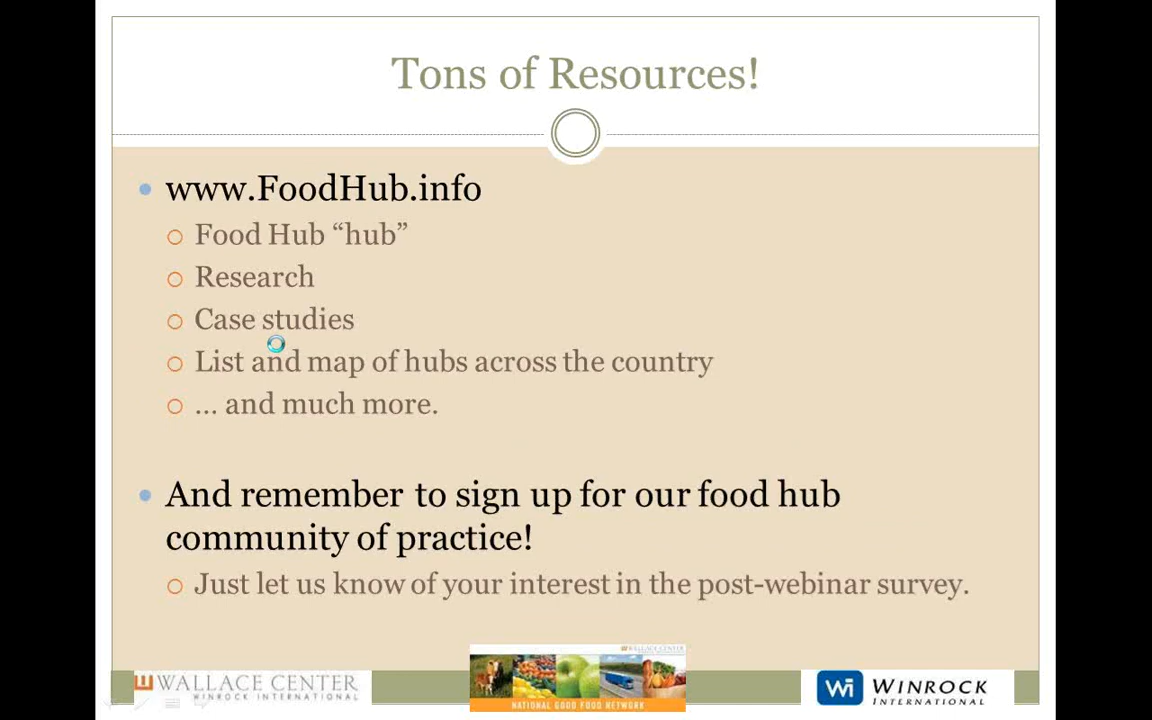 Tons of Resources!
www.FoodHub.info
Food Hub “hub”
Research
Case studies
List and map of hubs across the country
... and much more.
And remember to sign up for our food hub
community of practice!
Just let us know of your interest in the post-webinar survey.
WALLACE CENTER
WINROCK INTERNATIONAL
WALLACE CENTER
NATIONAL GOOD FOOD NETWORK
WI WINROCK
INTERNATIONAL